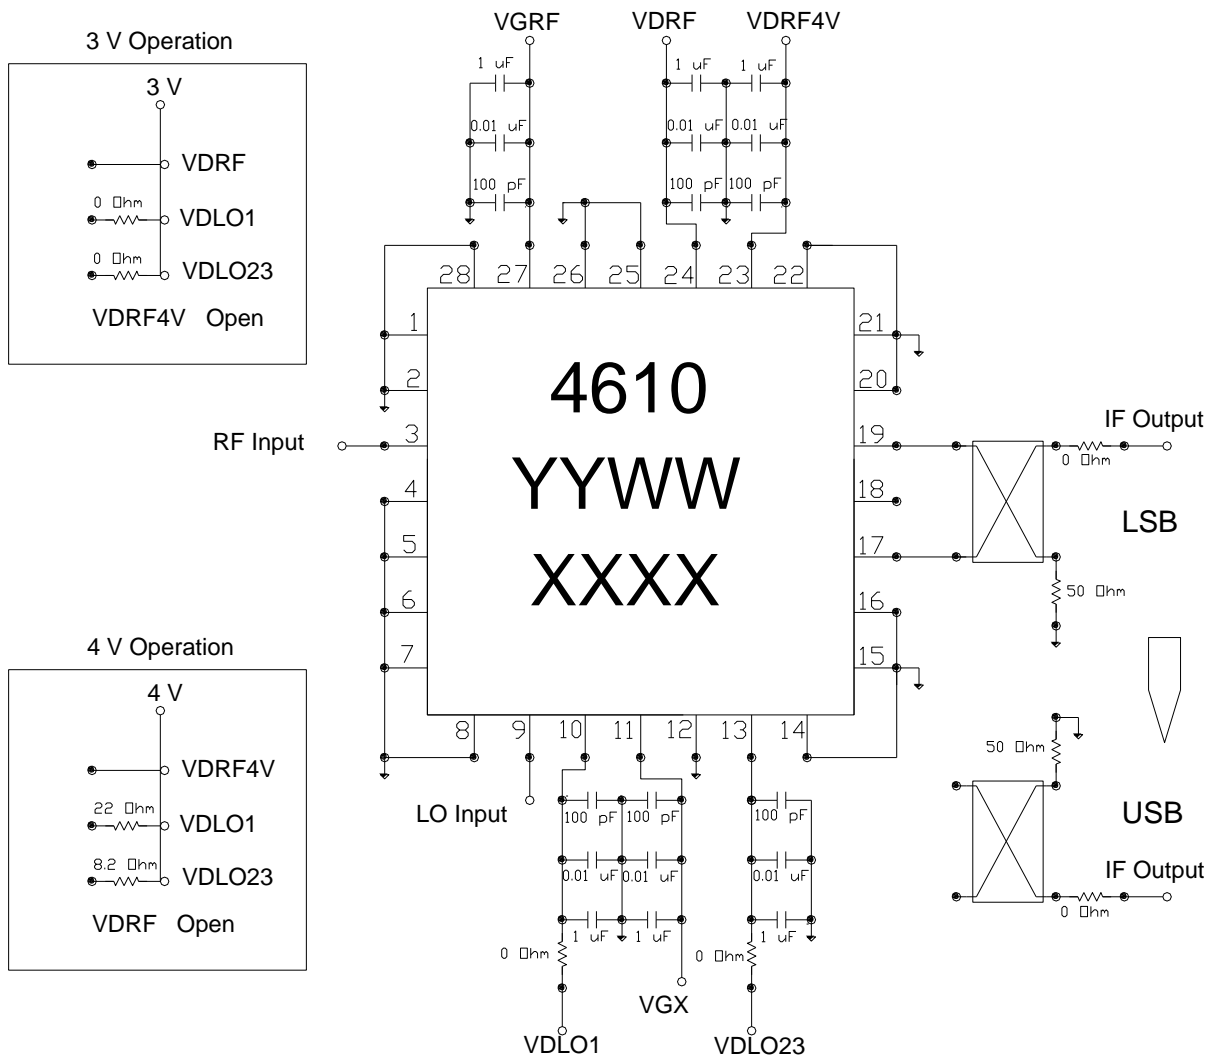 3 V Operation
3 V
VDRF
0 Ohm
VDLO1
0 Ohm
VDLO23
VDRF4V Open
4 V Operation
4 V
VDRF4V
22 Ohm
VDLO1
8.2 Ohm
VDLO23
VDRF Open
VGRF
VDRF
VDRF4V
1 uF
1 uF
1 uF
0.01 uF
0.01 uF
0.01 uF
100 pF
100 pF
100 pF
28 27 26 25 24 23 22
1
2
3
4
5
6
7
RF Input
4610
YYWW
XXXX
21
20
19
18
17
16
15
8 9 10 11 12 13 14
LO Input
100 pF
100 pF
100 pF
0.01 uF
0.01 uF
0.01 uF
1 uF
1 uF
1 uF
0 Ohm
0 Ohm
VGX
VDLO1
VDLO23
IF Output
0 Ohm
LSB
50 Ohm
50 Ohm
USB
IF Output
0 Ohm